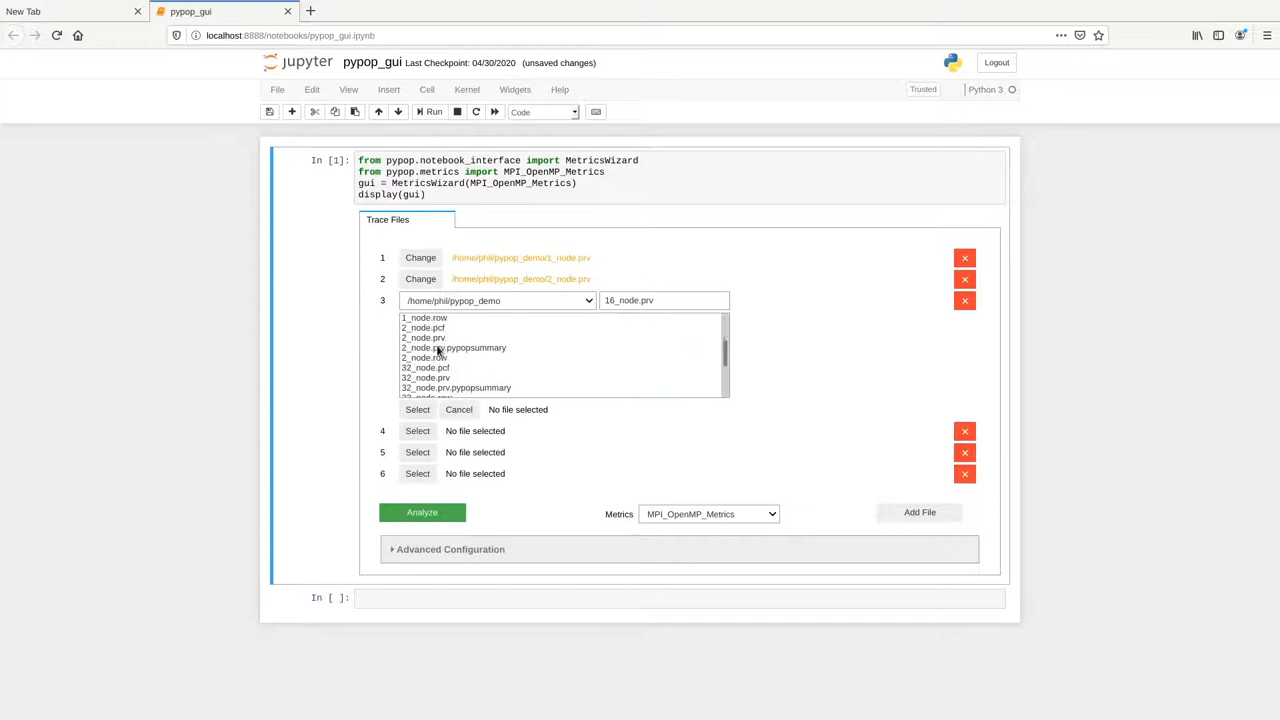 New Tab
pypop_gui
localhost:8888/notebooks/pypop_gui.ipynb
jupyter pypop_gui Last Checkpoint: 04/30/2020 (unsaved changes)
Logout
File Edit View Insert Cell Kernel Widgets Help
Trusted
Python 3
Run
Code
In [1]:
from pypop.notebook_interface import MetricsWizard
from pypop.metrics import MPI_OpenMP_Metrics
gui = MetricsWizard(MPI_OpenMP_Metrics)
display(gui)
Trace Files
1 Change /home/phil/pypop_demo/1_node.prv
2 Change /home/phil/pypop_demo/2_node.prv
3 /home/phil/pypop_demo 16_node.prv
1_node.row
2_node.pcf
2_node.prv
2_node.prv.pypopsummary
2_node.row
32_node.pcf
32_node.prv
32_node.prv.pypopsummary
32_node.row
Select Cancel No file selected
4 Select No file selected
5 Select No file selected
6 Select No file selected
Analyze Metrics MPI_OpenMP_Metrics Add File
Advanced Configuration
In [ ]: